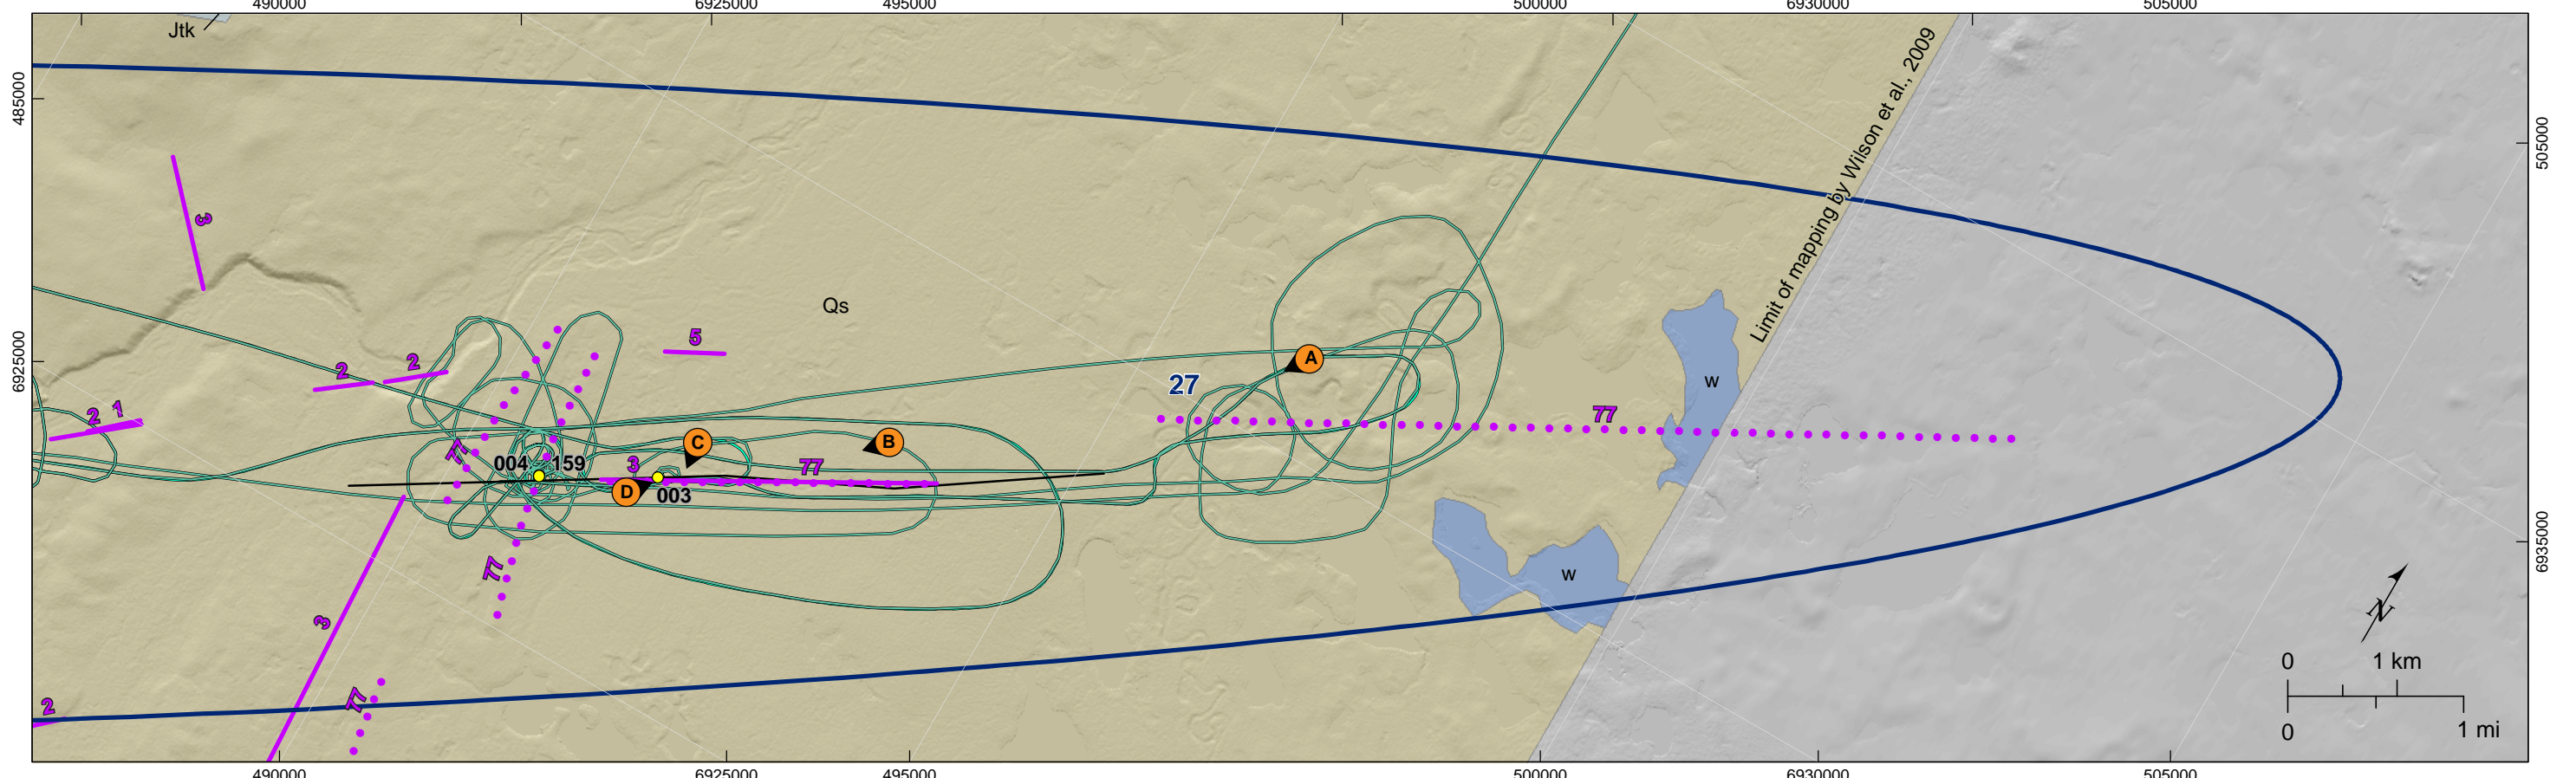 490000 6925000 495000 500000 6930000 505000
Jtk
485000
Limit of mapping by Wilson et al., 2009
505000
3
Qs
5
2 2
6925000
A
27
W
2 1
77
77
C B
004 159
3 77
D 003
6935000
77
W
N
3
0 1 km
77
2
0 1 mi
490000 6925000 495000 500000 6930000 505000